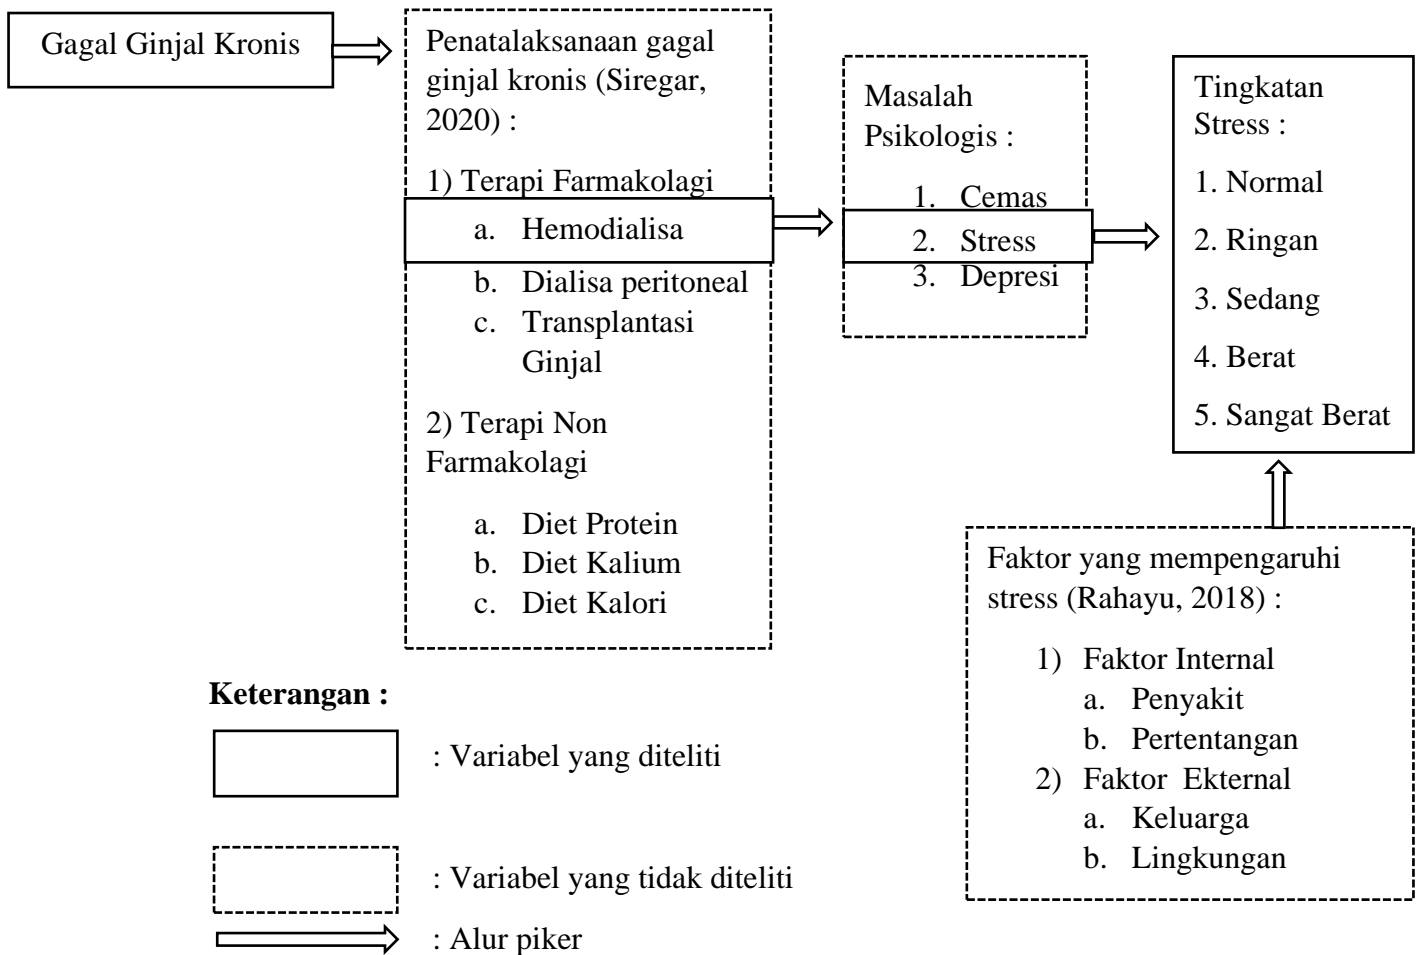 Gagal Ginjal Kronis
Penatalaksanaan gagal
ginjal kronis (Siregar,
2020) :
1) Terapi Farmakolagi
a. Hemodialisa
b. Dialisa peritoneal
c. Transplantasi
Ginjal
2) Terapi Non
Farmakolagi
a. Diet Protein
b. Diet Kalium
c. Diet Kalori
Masalah
Psikologis :
1. Cemas
2. Stress
3. Depresi
Tingkatan
Stress :
1. Normal
2. Ringan
3. Sedang
4. Berat
5. Sangat Berat
Faktor yang mempengaruhi
stress (Rahayu, 2018) :
1) Faktor Internal
a. Penyakit
b. Pertentangan
2) Faktor Ekternal
a. Keluarga
b. Lingkungan
Keterangan :
: Variabel yang diteliti
: Variabel yang tidak diteliti
: Alur piker